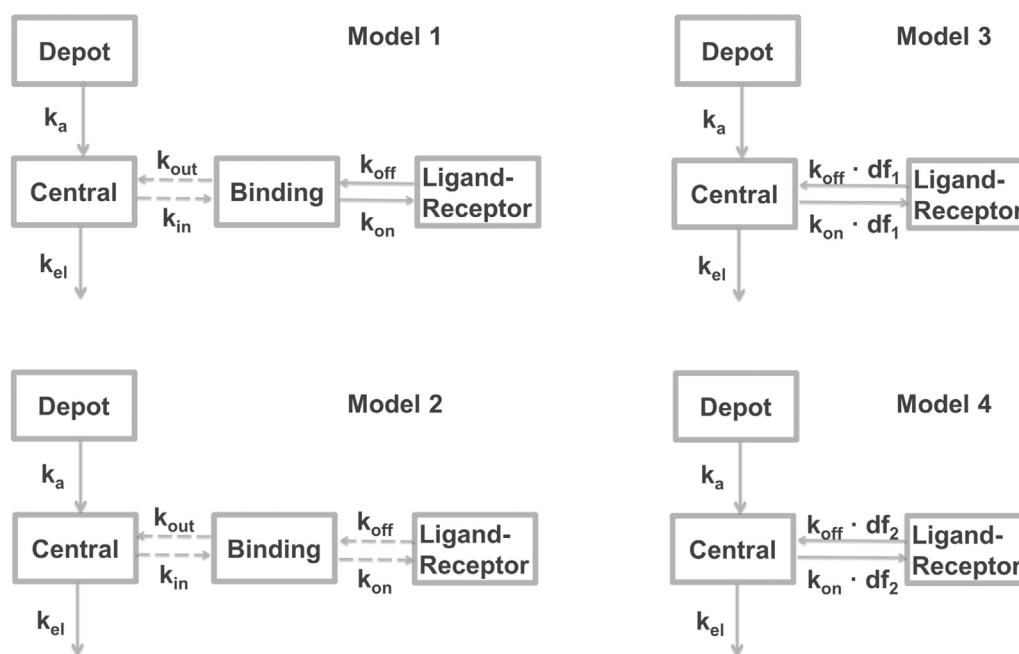 Model 1
Depot
kₐ
Central
kₒᵤₜ
kᵢₙ
Binding
kₒff
kₒₙ
Ligand-
Receptor
kₑₗ
Model 3
Depot
kₐ
Central
kₒff · df₁
kₒₙ · df₁
Ligand-
Receptor
kₑₗ
Model 2
Depot
kₐ
Central
kₒᵤₜ
kᵢₙ
Binding
kₒff
kₒₙ
Ligand-
Receptor
kₑₗ
Model 4
Depot
kₐ
Central
kₒff · df₂
kₒₙ · df₂
Ligand-
Receptor
kₑₗ